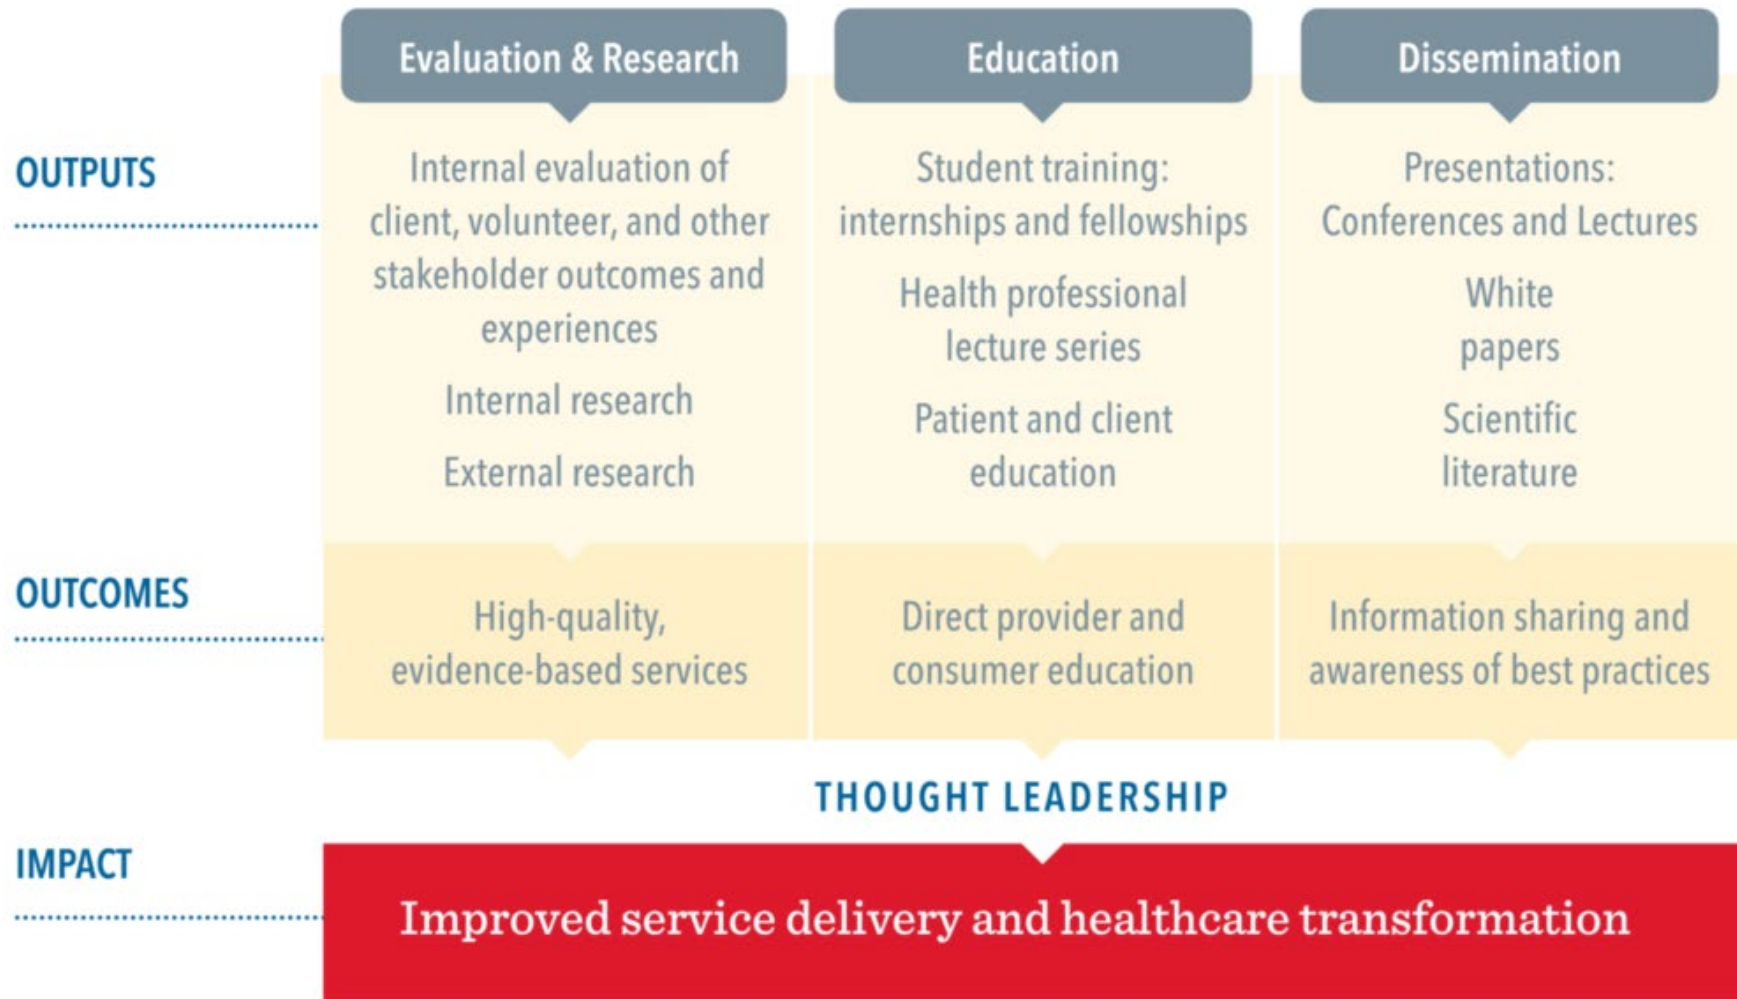 Evaluation & Research
Education
Dissemination
OUTPUTS
Internal evaluation of
client, volunteer, and other
stakeholder outcomes and
experiences
Internal research
External research
Student training:
internships and fellowships
Health professional
lecture series
Patient and client
education
Presentations:
Conferences and Lectures
White
papers
Scientific
literature
OUTCOMES
High-quality,
evidence-based services
Direct provider and
consumer education
Information sharing and
awareness of best practices
THOUGHT LEADERSHIP
IMPACT
Improved service delivery and healthcare transformation